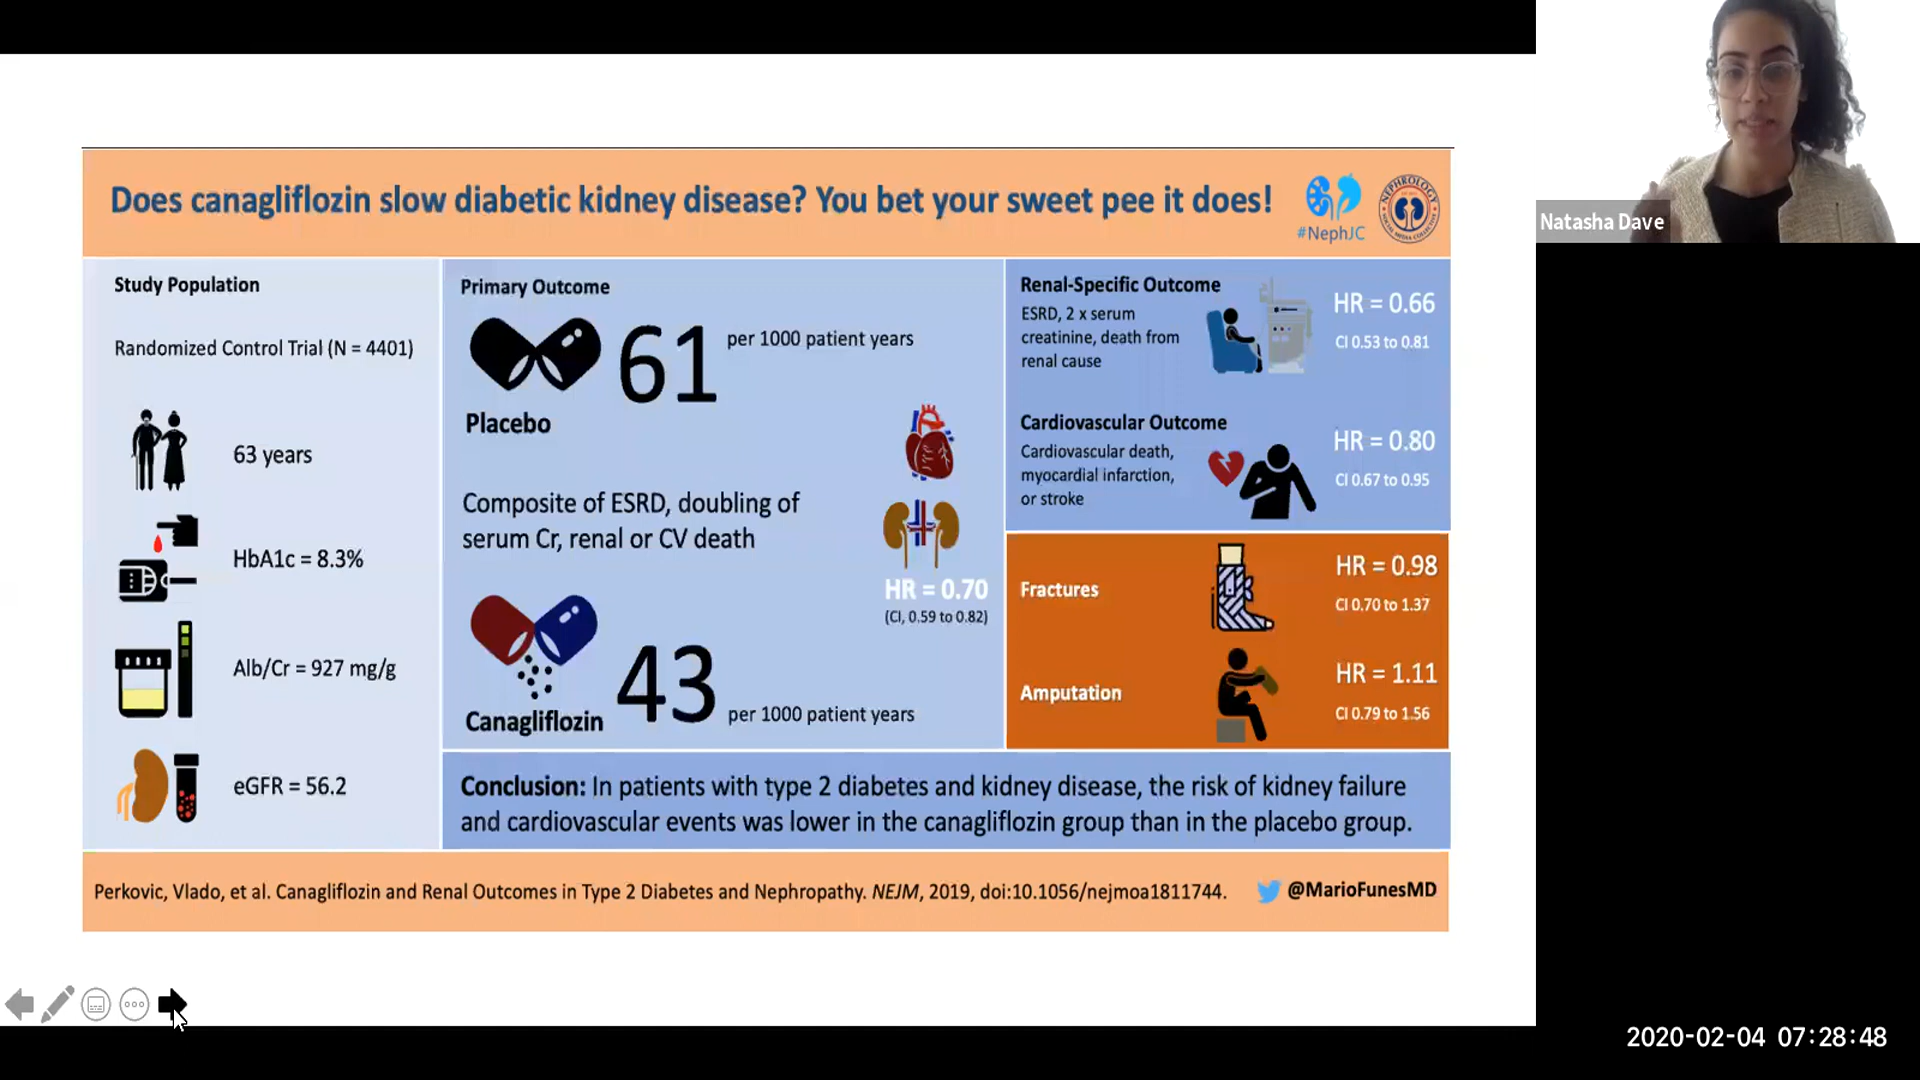 Does canagliflozin slow diabetic kidney disease? You bet your sweet pee it does!
#NephJC
NEPHROLOGY
SOCIAL MEDIA COLLECTIVE
Natasha Dave
Study Population
Randomized Control Trial (N = 4401)
63 years
HbA1c = 8.3%
Alb/Cr = 927 mg/g
eGFR = 56.2
Primary Outcome
61 per 1000 patient years
Placebo
Composite of ESRD, doubling of
serum Cr, renal or CV death
HR = 0.70
(CI, 0.59 to 0.82)
43 per 1000 patient years
Canagliflozin
Renal-Specific Outcome
ESRD, 2 x serum
creatinine, death from
renal cause
HR = 0.66
CI 0.53 to 0.81
Cardiovascular Outcome
Cardiovascular death,
myocardial infarction,
or stroke
HR = 0.80
CI 0.67 to 0.95
Fractures
HR = 0.98
CI 0.70 to 1.37
Amputation
HR = 1.11
CI 0.79 to 1.56
Conclusion: In patients with type 2 diabetes and kidney disease, the risk of kidney failure
and cardiovascular events was lower in the canagliflozin group than in the placebo group.
Perkovic, Vlado, et al. Canagliflozin and Renal Outcomes in Type 2 Diabetes and Nephropathy. NEJM, 2019, doi:10.1056/nejmoa1811744.
@MarioFunesMD
2020-02-04 07:28:48